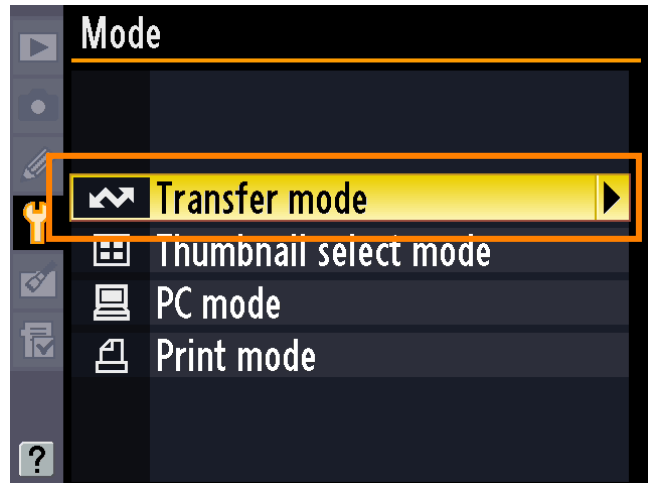 Mode
Transfer mode
Thumbnail select mode
PC mode
Print mode
?